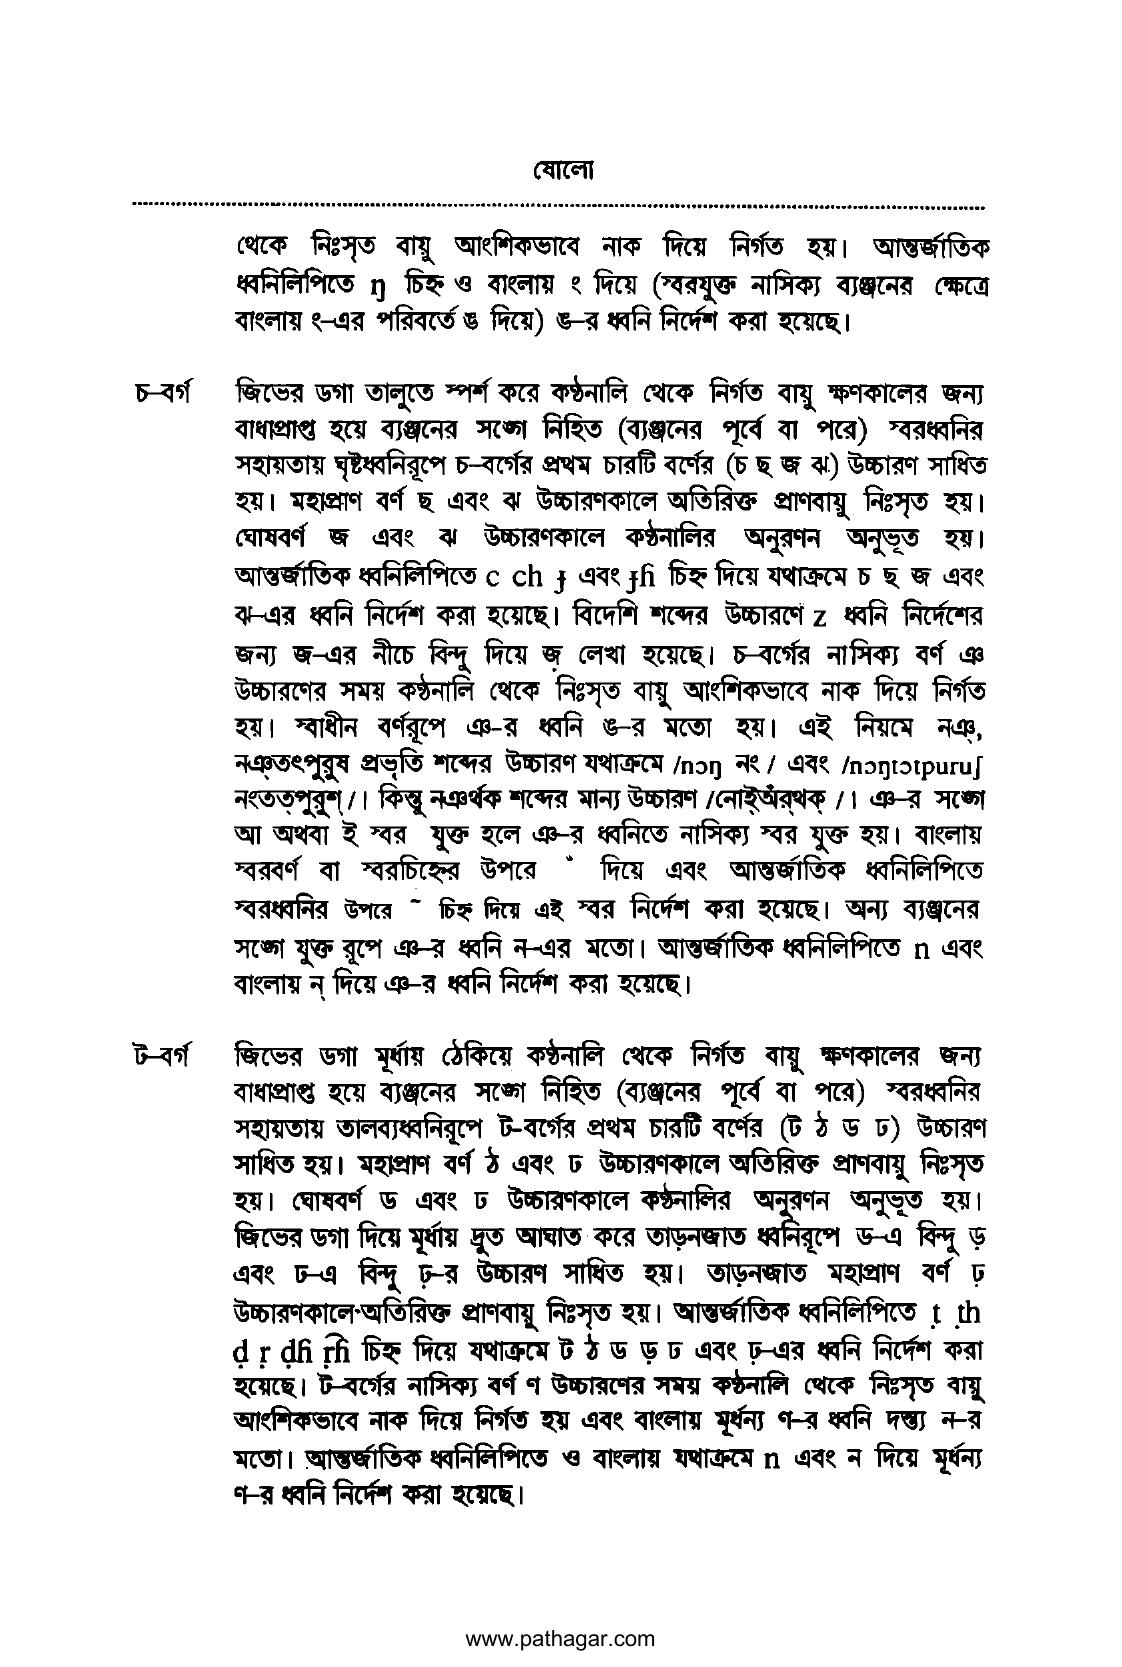 ষোলো
থেকে নিঃসৃত বায়ু আংশিকভাবে নাক দিয়ে নির্গত হয়। আন্তর্জাতিক
ধ্বনিলিপিতে ŋ চিহ্ন ও বাংলায় ং দিয়ে (স্বরযুক্ত নাসিক্য ব্যঞ্জনের ক্ষেত্রে
বাংলায় ং–এর পরিবর্তে ঙ দিয়ে) ঙ–র ধ্বনি নির্দেশ করা হয়েছে।
চ–বর্গ জিভের ডগা তালুতে স্পর্শ করে কণ্ঠনালি থেকে নির্গত বায়ু ক্ষণকালের জন্য
বাধাপ্রাপ্ত হয়ে ব্যঞ্জনের সঙ্গে নিহিত (ব্যঞ্জনের পূর্বে বা পরে) স্বরধ্বনির
সহায়তায় ঘৃষ্টধ্বনিরূপে চ–বর্গের প্রথম চারটি বর্ণের (চ ছ জ ঝ) উচ্চারণ সাধিত
হয়। মহাপ্রাণ বর্ণ ছ এবং ঝ উচ্চারণকালে অতিরিক্ত প্রাণবায়ু নিঃসৃত হয়।
ঘোষবর্ণ জ এবং ঝ উচ্চারণকালে কণ্ঠনালির অনুরণন অনুভূত হয়।
আন্তর্জাতিক ধ্বনিলিপিতে c ch ɟ এবং ɟɦ চিহ্ন দিয়ে যথাক্রমে চ ছ জ এবং
ঝ–এর ধ্বনি নির্দেশ করা হয়েছে। বিদেশি শব্দের উচ্চারণে z ধ্বনি নির্দেশের
জন্য জ–এর নীচে বিন্দু দিয়ে জ় লেখা হয়েছে। চ–বর্গের নাসিক্য বর্ণ ঞ
উচ্চারণের সময় কণ্ঠনালি থেকে নিঃসৃত বায়ু আংশিকভাবে নাক দিয়ে নির্গত
হয়। স্বাধীন বর্ণরূপে ঞ–র ধ্বনি ঙ–র মতো হয়। এই নিয়মে নঞ্,
নঞ্তৎপুরুষ প্রভৃতি শব্দের উচ্চারণ যথাক্রমে /nɔŋ নং / এবং /nɔŋtɔtpuruʃ
নংতত্পুরুশ্ /। কিন্তু নঞর্থক শব্দের মান্য উচ্চারণ /নোইঁঅঁর্থক্ /। ঞ–র সঙ্গে
আ অথবা ই স্বর যুক্ত হলে ঞ–র ধ্বনিতে নাসিক্য স্বর যুক্ত হয়। বাংলায়
স্বরবর্ণ বা স্বরচিহ্নের উপরে ঁ দিয়ে এবং আন্তর্জাতিক ধ্বনিলিপিতে
স্বরধ্বনির উপরে ~ চিহ্ন দিয়ে এই স্বর নির্দেশ করা হয়েছে। অন্য ব্যঞ্জনের
সঙ্গে যুক্ত রূপে ঞ–র ধ্বনি ন–এর মতো। আন্তর্জাতিক ধ্বনিলিপিতে n এবং
বাংলায় ন্ দিয়ে ঞ–র ধ্বনি নির্দেশ করা হয়েছে।
ট–বর্গ জিভের ডগা মূর্ধায় ঠেকিয়ে কণ্ঠনালি থেকে নির্গত বায়ু ক্ষণকালের জন্য
বাধাপ্রাপ্ত হয়ে ব্যঞ্জনের সঙ্গে নিহিত (ব্যঞ্জনের পূর্বে বা পরে) স্বরধ্বনির
সহায়তায় তালব্যধ্বনিরূপে ট-বর্গের প্রথম চারটি বর্ণের (ট ঠ ড ঢ) উচ্চারণ
সাধিত হয়। মহাপ্রাণ বর্ণ ঠ এবং ঢ উচ্চারণকালে অতিরিক্ত প্রাণবায়ু নিঃসৃত
হয়। ঘোষবর্ণ ড এবং ঢ উচ্চারণকালে কণ্ঠনালির অনুরণন অনুভূত হয়।
জিভের ডগা দিয়ে মূর্ধায় দ্রুত আঘাত করে তাড়নজাত ধ্বনিরূপে ড–এ বিন্দু ড়
এবং ঢ–এ বিন্দু ঢ়–র উচ্চারণ সাধিত হয়। তাড়নজাত মহাপ্রাণ বর্ণ ঢ়
উচ্চারণকালে অতিরিক্ত প্রাণবায়ু নিঃসৃত হয়। আন্তর্জাতিক ধ্বনিলিপিতে ṭ ṭh
ḍ ṛ ḍɦ ṛɦ চিহ্ন দিয়ে যথাক্রমে ট ঠ ড ড় ঢ এবং ঢ়–এর ধ্বনি নির্দেশ করা
হয়েছে। ট–বর্গের নাসিক্য বর্ণ ণ উচ্চারণের সময় কণ্ঠনালি থেকে নিঃসৃত বায়ু
আংশিকভাবে নাক দিয়ে নির্গত হয় এবং বাংলায় মূর্ধন্য ণ–র ধ্বনি দন্ত্য ন–র
মতো। আন্তর্জাতিক ধ্বনিলিপিতে ও বাংলায় যথাক্রমে n এবং ন দিয়ে মূর্ধন্য
ণ–র ধ্বনি নির্দেশ করা হয়েছে।
www.pathagar.com